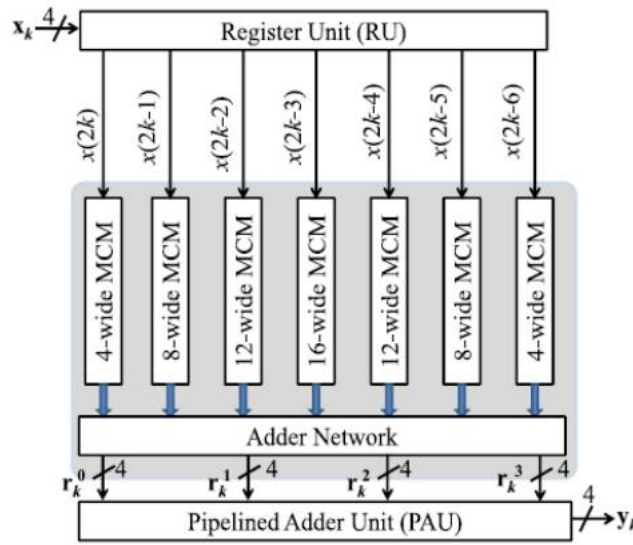 x_k 4 Register Unit (RU)
x(2k) x(2k-1) x(2k-2) x(2k-3) x(2k-4) x(2k-5) x(2k-6)
4-wide MCM 8-wide MCM 12-wide MCM 16-wide MCM 12-wide MCM 8-wide MCM 4-wide MCM
Adder Network
r_k^0 4 r_k^1 4 r_k^2 4 r_k^3 4
Pipelined Adder Unit (PAU) 4 y_k